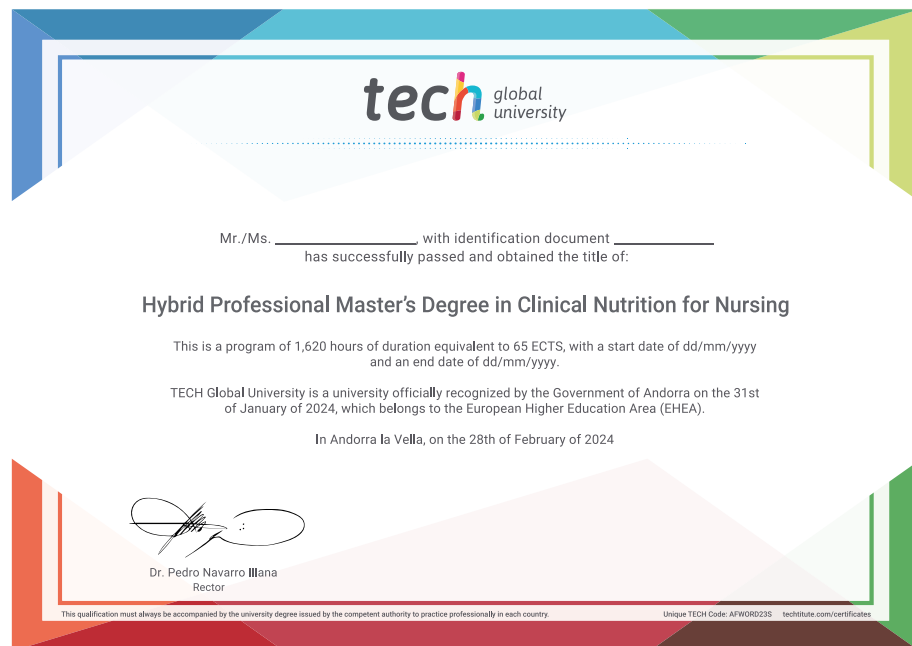 tech global university
Mr./Ms. ____________, with identification document ____________
has successfully passed and obtained the title of:
Hybrid Professional Master's Degree in Clinical Nutrition for Nursing
This is a program of 1,620 hours of duration equivalent to 65 ECTS, with a start date of dd/mm/yyyy
and an end date of dd/mm/yyyy.
TECH Global University is a university officially recognized by the Government of Andorra on the 31st
of January of 2024, which belongs to the European Higher Education Area (EHEA).
In Andorra la Vella, on the 28th of February of 2024
Dr. Pedro Navarro Illana
Rector
This qualification must always be accompanied by the university degree issued by the competent authority to practice professionally in each country.
Unique TECH Code: AFWORD23S techtitute.com/certificates